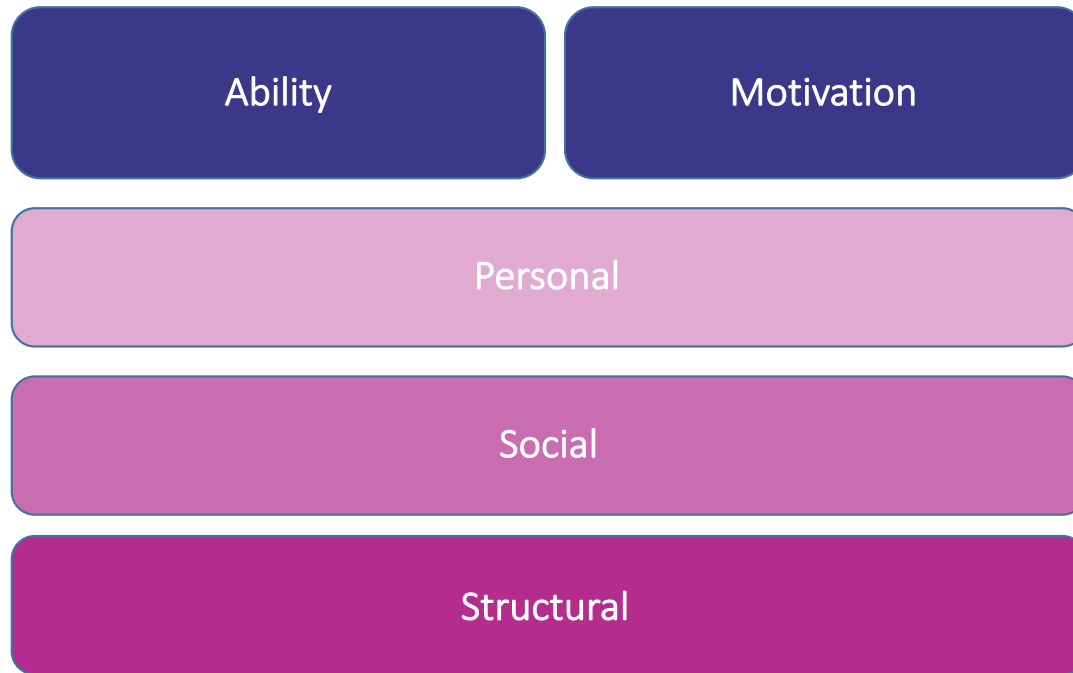 Ability
Motivation
Personal
Social
Structural